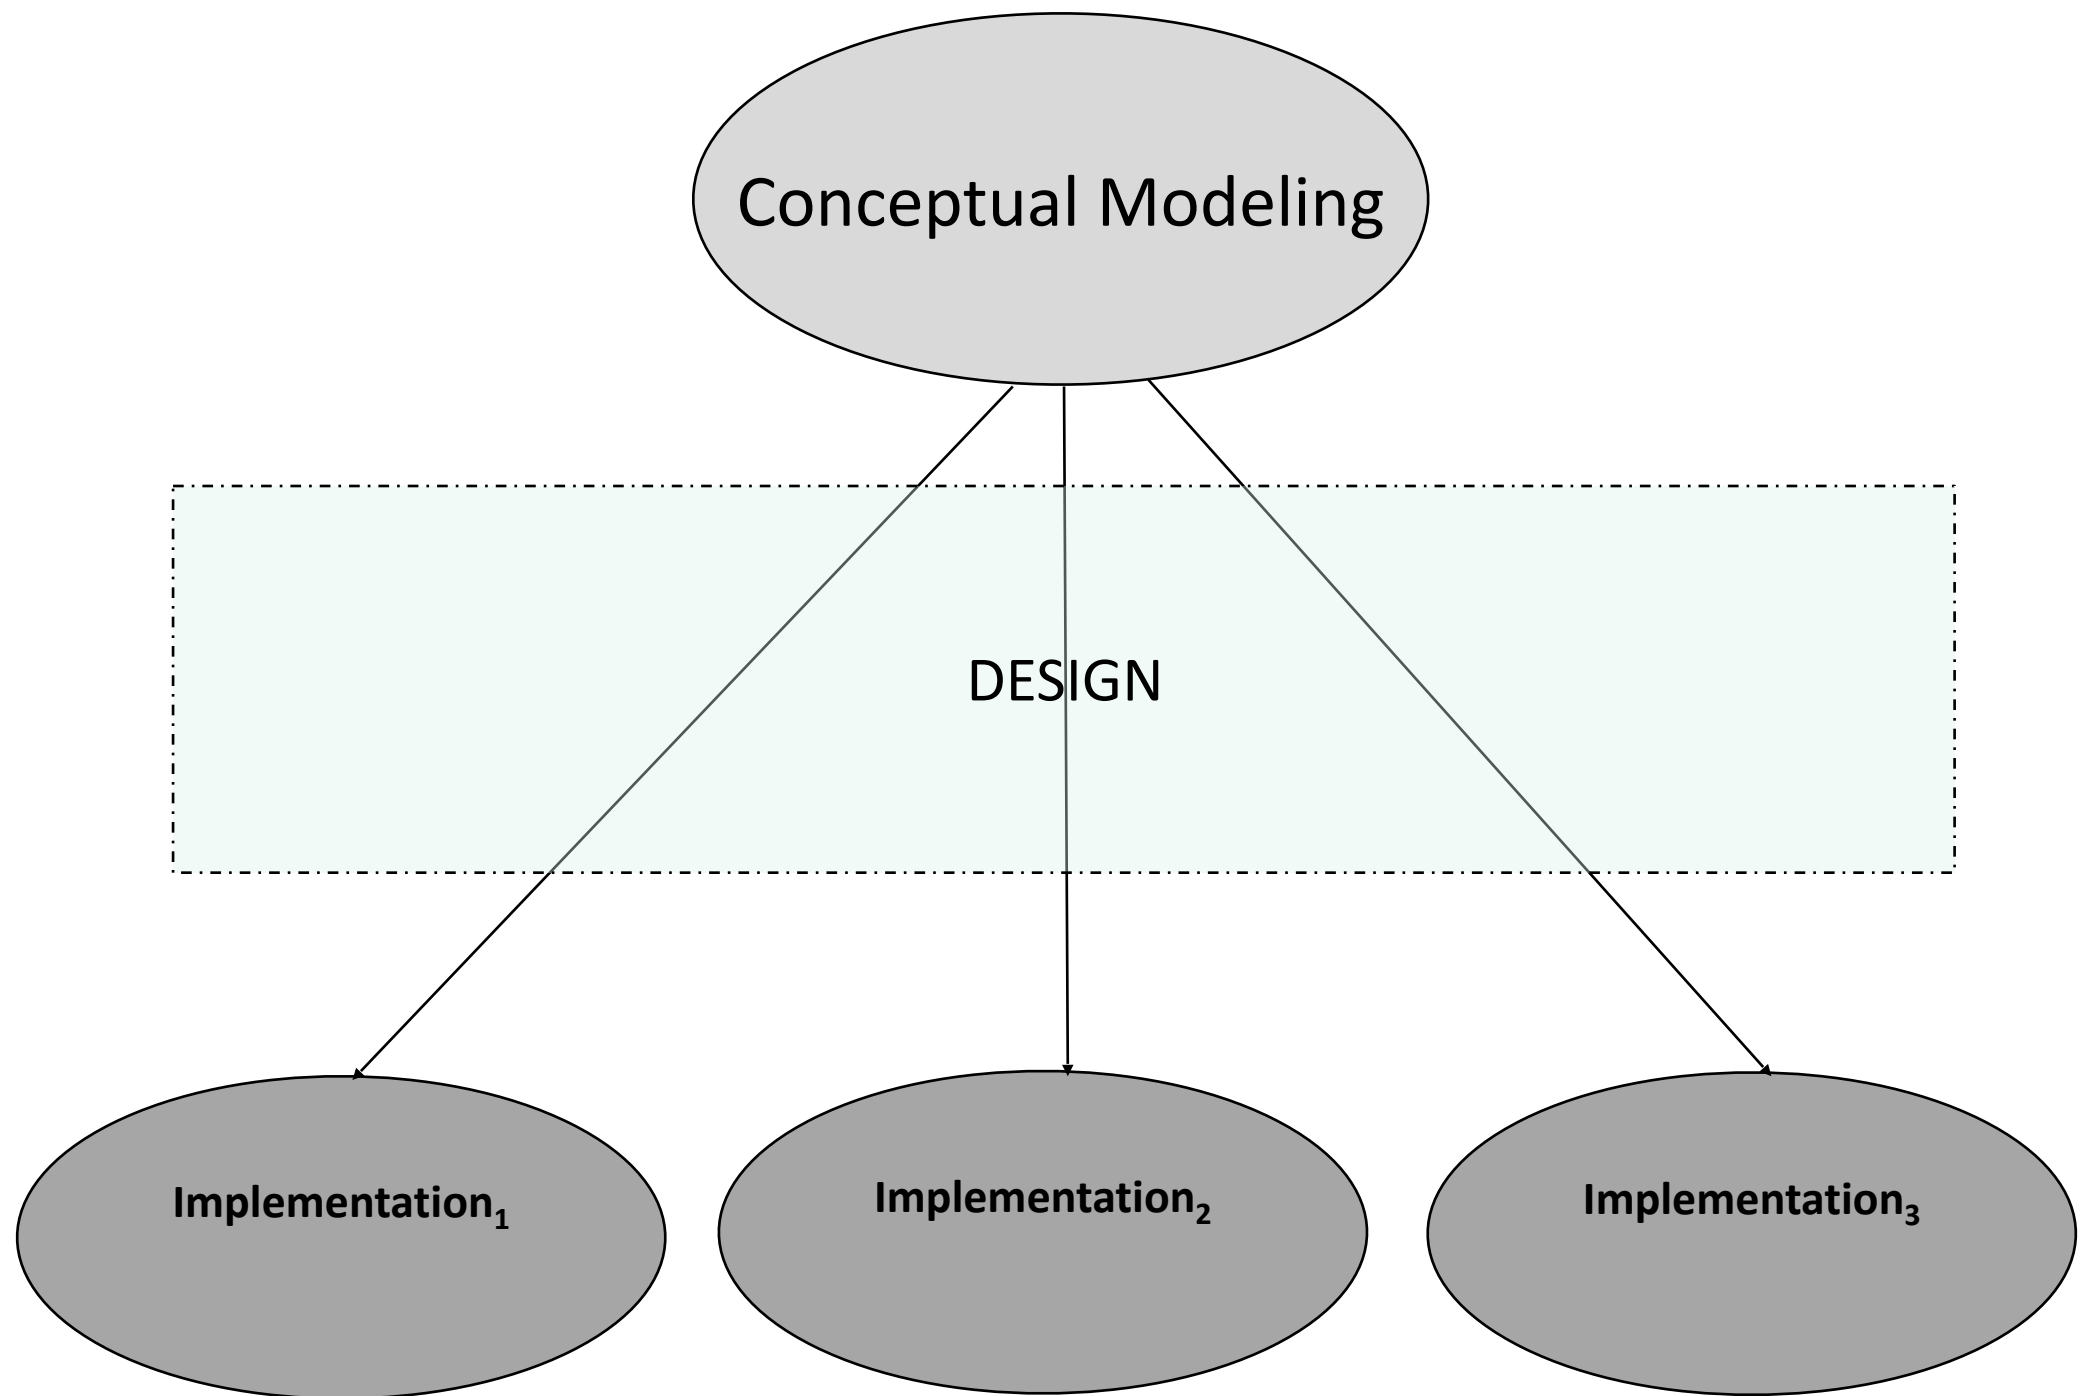 Conceptual Modeling
DESIGN
Implementation₁
Implementation₂
Implementation₃